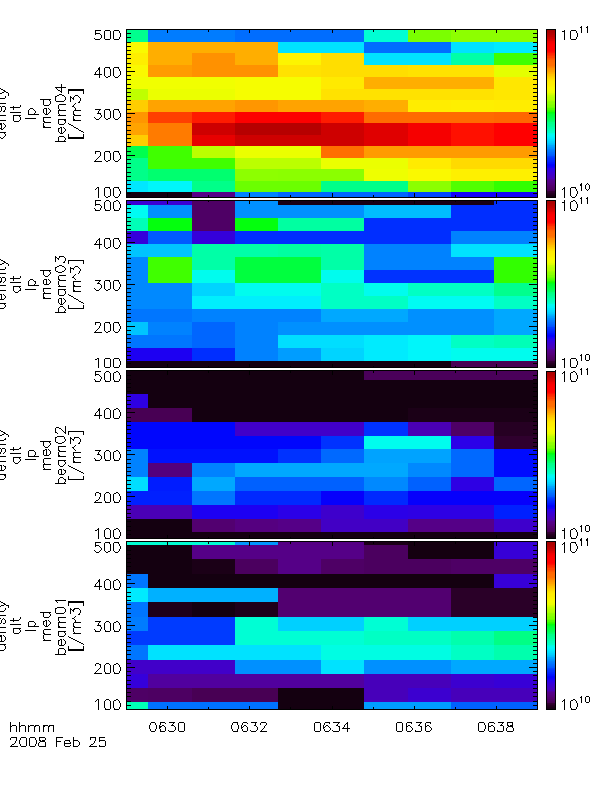 500
400
300
200
100
density
alt
lp
med
beam04
[/m^3]
10^11
10^10
500
400
300
200
100
density
alt
lp
med
beam03
[/m^3]
10^11
10^10
500
400
300
200
100
density
alt
lp
med
beam02
[/m^3]
10^11
10^10
500
400
300
200
100
density
alt
lp
med
beam01
[/m^3]
10^11
10^10
0630 0632 0634 0636 0638
hhmm
2008 Feb 25